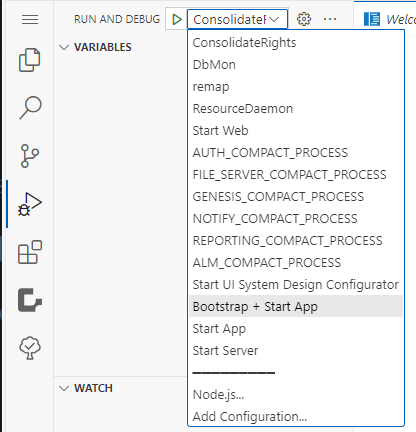 RUN AND DEBUG ConsolidateF
Welco
VARIABLES
ConsolidateRights
DbMon
remap
ResourceDaemon
Start Web
AUTH_COMPACT_PROCESS
FILE_SERVER_COMPACT_PROCESS
GENESIS_COMPACT_PROCESS
NOTIFY_COMPACT_PROCESS
REPORTING_COMPACT_PROCESS
ALM_COMPACT_PROCESS
Start UI System Design Configurator
Bootstrap + Start App
Start App
Start Server
Node.js...
Add Configuration...
WATCH